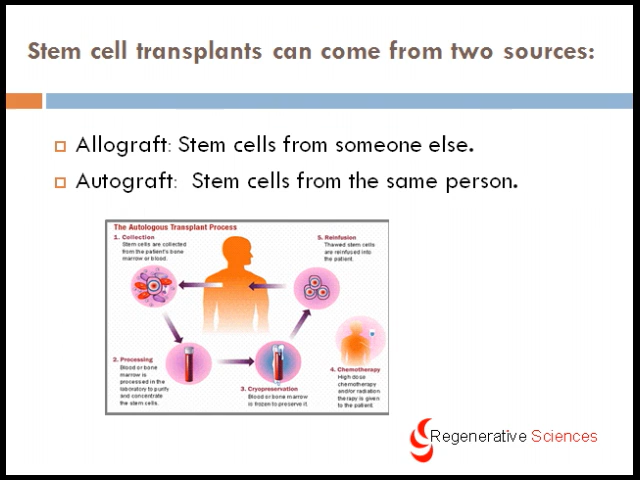 Stem cell transplants can come from two sources:
Allograft: Stem cells from someone else.
Autograft: Stem cells from the same person.
The Autologous Transplant Process
1. Collection
Stem cells are collected
from the patient's bone
marrow or blood.
5. Reinfusion
Thawed stem cells
are reinfused into
the patient.
2. Processing
Blood or bone
marrow is
processed in the
laboratory to purify
and concentrate
the stem cells.
3. Cryopreservation
Blood or bone marrow
is frozen to preserve it.
4. Chemotherapy
High dose
chemotherapy
and/or radiation
therapy is given
to the patient.
Regenerative Sciences